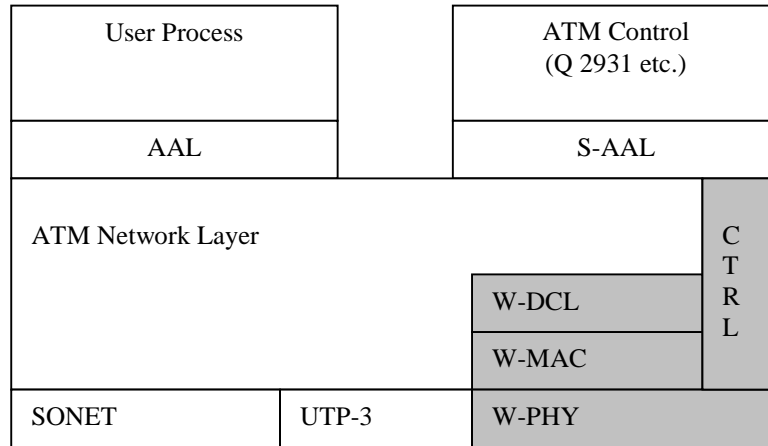 User Process
ATM Control
(Q 2931 etc.)
AAL
S-AAL
ATM Network Layer
C
T
R
L
W-DCL
W-MAC
SONET
UTP-3
W-PHY